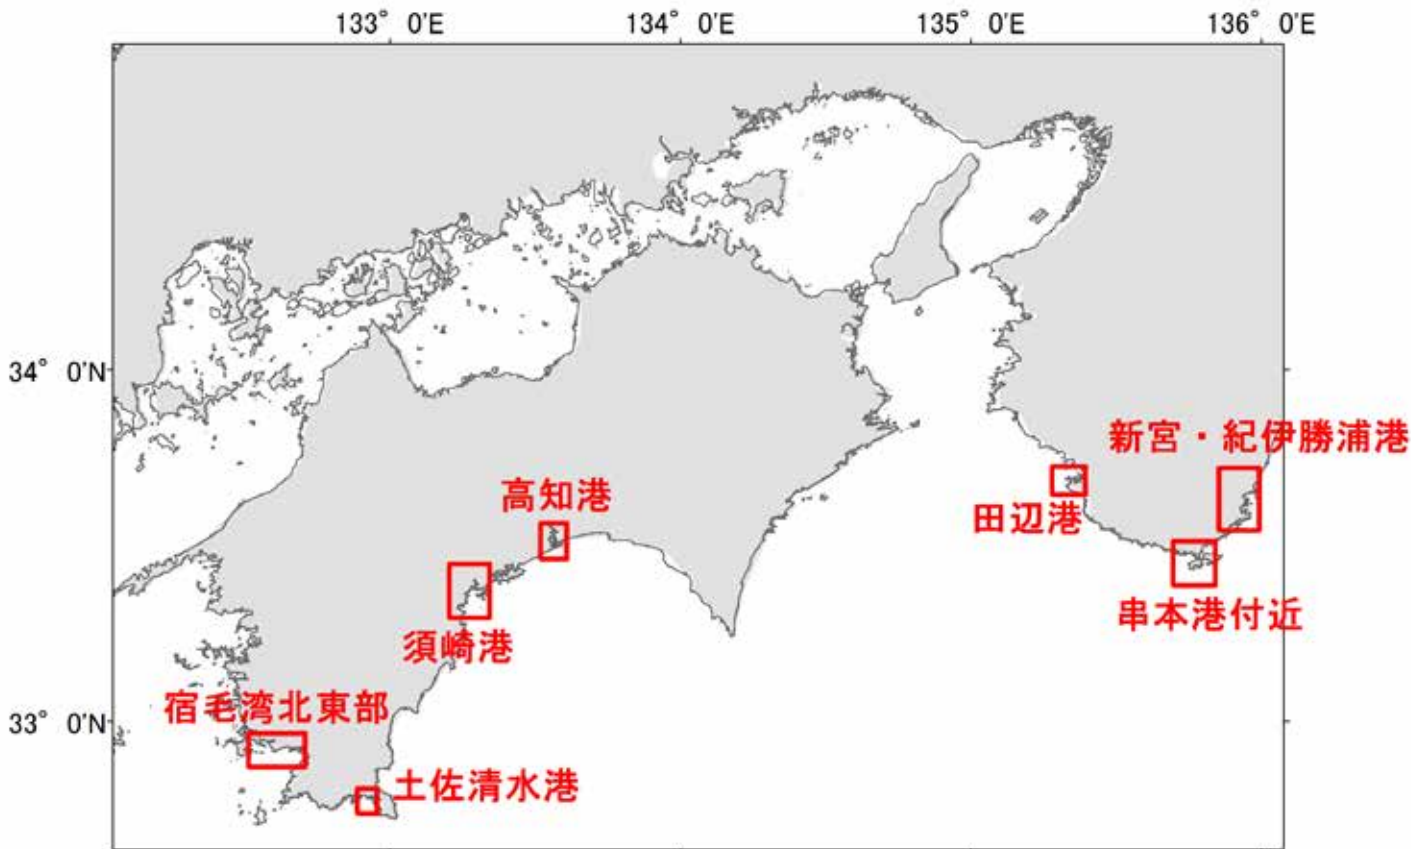 133° 0'E
134° 0'E
135° 0'E
136° 0'E
34° 0'N
新宮・紀伊勝浦港
高知港
田辺港
串本港付近
須崎港
宿毛湾北東部
33° 0'N
土佐清水港